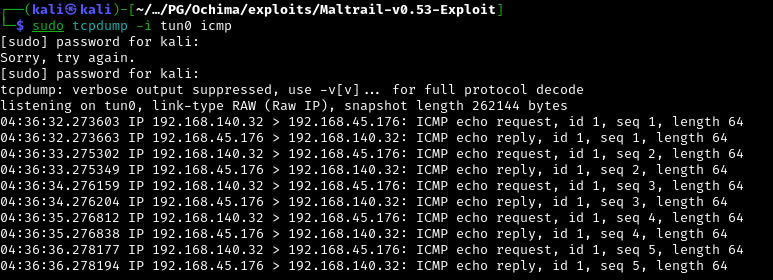 ┌──(kali㉿kali)-[~/…/PG/Ochima/exploits/Maltrail-v0.53-Exploit]
└─$ sudo tcpdump -i tun0 icmp
[sudo] password for kali:
Sorry, try again.
[sudo] password for kali:
tcpdump: verbose output suppressed, use -v[v]... for full protocol decode
listening on tun0, link-type RAW (Raw IP), snapshot length 262144 bytes
04:36:32.273603 IP 192.168.140.32 > 192.168.45.176: ICMP echo request, id 1, seq 1, length 64
04:36:32.273663 IP 192.168.45.176 > 192.168.140.32: ICMP echo reply, id 1, seq 1, length 64
04:36:33.275302 IP 192.168.140.32 > 192.168.45.176: ICMP echo request, id 1, seq 2, length 64
04:36:33.275349 IP 192.168.45.176 > 192.168.140.32: ICMP echo reply, id 1, seq 2, length 64
04:36:34.276159 IP 192.168.140.32 > 192.168.45.176: ICMP echo request, id 1, seq 3, length 64
04:36:34.276204 IP 192.168.45.176 > 192.168.140.32: ICMP echo reply, id 1, seq 3, length 64
04:36:35.276812 IP 192.168.140.32 > 192.168.45.176: ICMP echo request, id 1, seq 4, length 64
04:36:35.276838 IP 192.168.45.176 > 192.168.140.32: ICMP echo reply, id 1, seq 4, length 64
04:36:36.278177 IP 192.168.140.32 > 192.168.45.176: ICMP echo request, id 1, seq 5, length 64
04:36:36.278194 IP 192.168.45.176 > 192.168.140.32: ICMP echo reply, id 1, seq 5, length 64